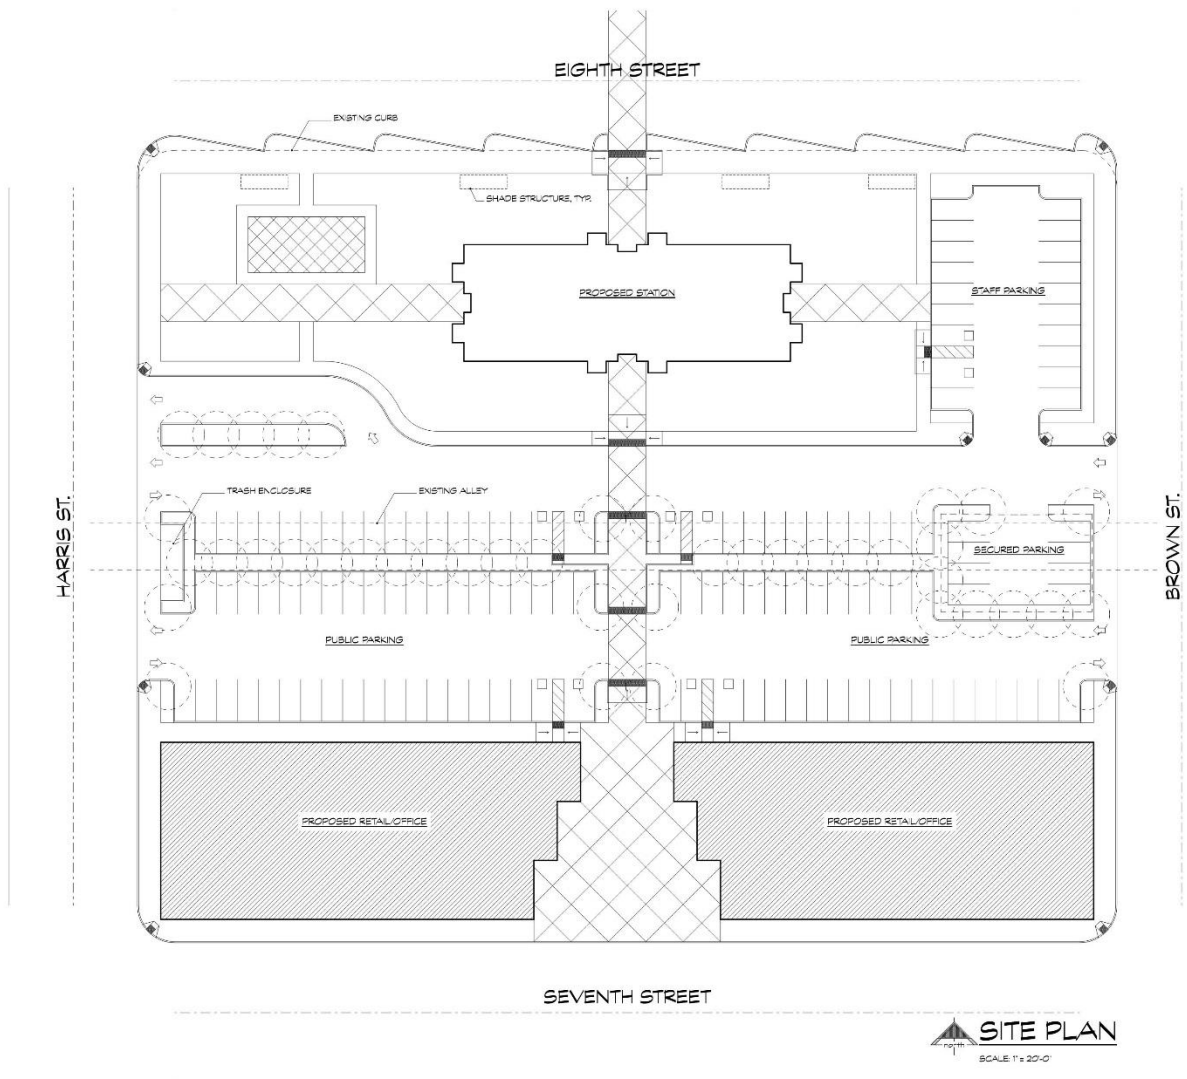 EIGHTH STREET
EXISTING CURB
SHADE STRUCTURE, TYP.
PROPOSED STATION
STAFF PARKING
TRASH ENCLOSURE
EXISTING ALLEY
HARRIS ST.
BROWN ST.
SECURED PARKING
PUBLIC PARKING
PUBLIC PARKING
PROPOSED RETAIL/OFFICE
PROPOSED RETAIL/OFFICE
SEVENTH STREET
north
SITE PLAN
SCALE: 1" = 20'-0"